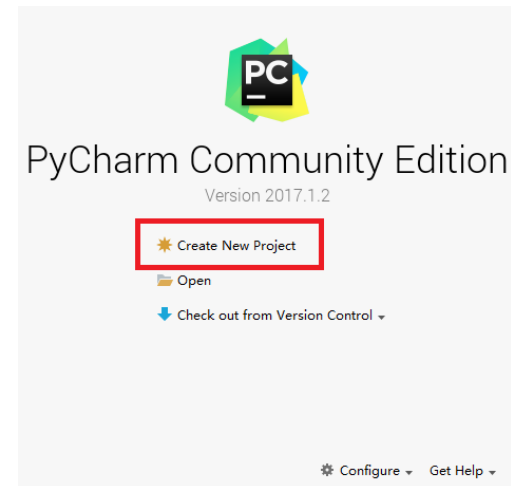 PC
PyCharm Community Edition
Version 2017.1.2
Create New Project
Open
Check out from Version Control
Configure Get Help